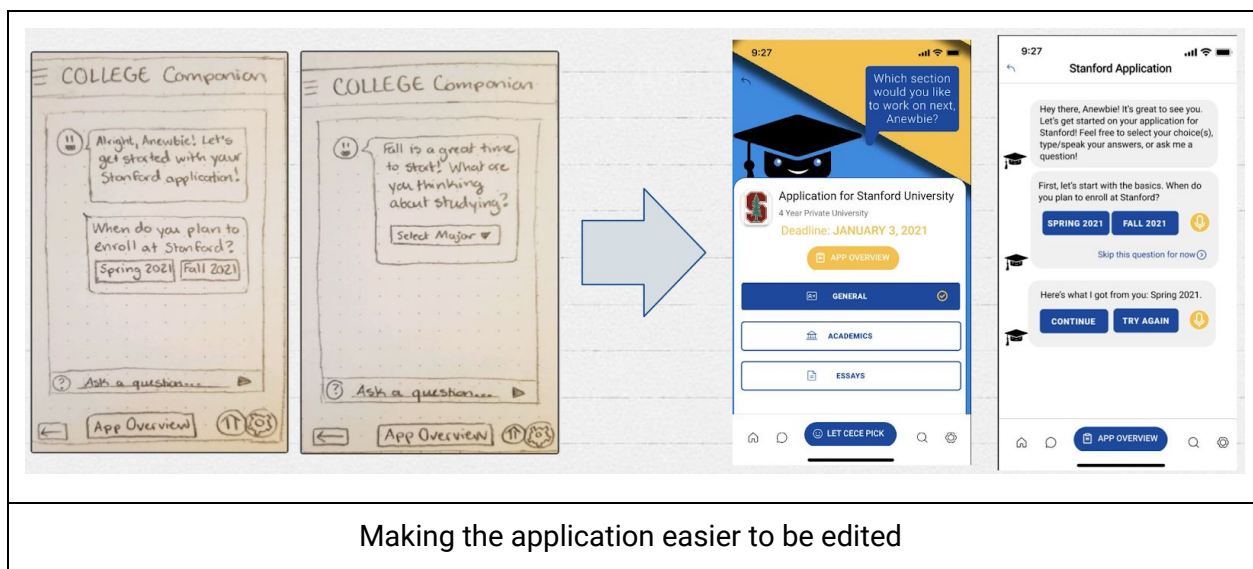 COLLEGE Companion
Alright, Anewbie! Let's
get started with your
Stanford application!
When do you plan to
enroll at Stanford?
Spring 2021 Fall 2021
? Ask a question...
App Overview
COLLEGE Companion
Fall is a great time
to start! What are
you thinking
about studying?
Select Major
? Ask a question...
App Overview
9:27
Which section
would you like
to work on next,
Anewbie?
Application for Stanford University
4 Year Private University
Deadline: JANUARY 3, 2021
APP OVERVIEW
GENERAL
ACADEMICS
ESSAYS
LET CECE PICK
9:27
Stanford Application
Hey there, Anewbie! It's great to see you.
Let's get started on your application for
Stanford! Feel free to select your choice(s),
type/speak your answers, or ask me a
question!
First, let's start with the basics. When do
you plan to enroll at Stanford?
SPRING 2021 FALL 2021
Skip this question for now
Here's what I got from you: Spring 2021.
CONTINUE TRY AGAIN
APP OVERVIEW
Making the application easier to be edited